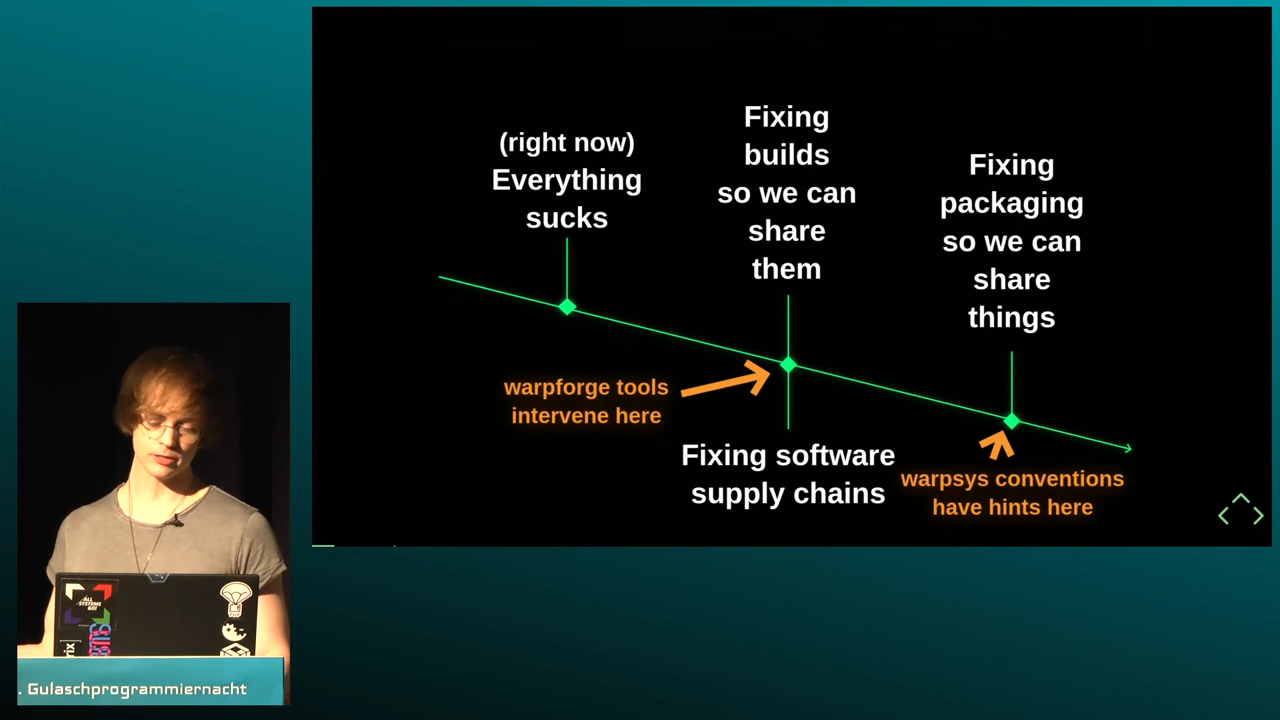 (right now)
Everything
sucks
Fixing
builds
so we can
share
them
Fixing
packaging
so we can
share
things
warpforge tools
intervene here
Fixing software
supply chains
warpsys conventions
have hints here
ALL
SYSTEMS
GO!
. Gulaschprogrammiernacht